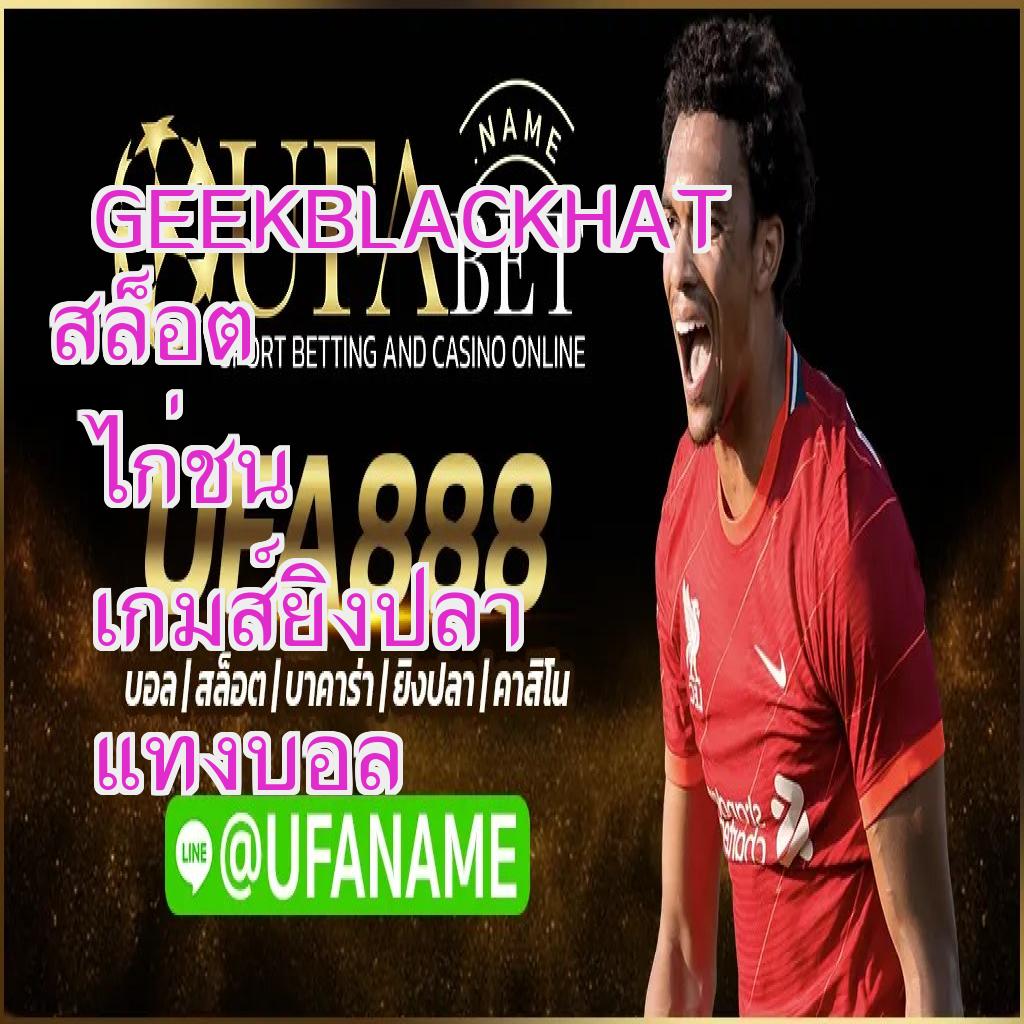 .NAME
UFA
BET
GEEKBLACKHAT
สล็อต
SPORT BETTING AND CASINO ONLINE
ไก่ชน
UFA888
เกมส์ยิงปลา
บอล|สล็อต|บาคาร่า|ยิงปลา|คาสิโน
แทงบอล
LINE @UFANAME